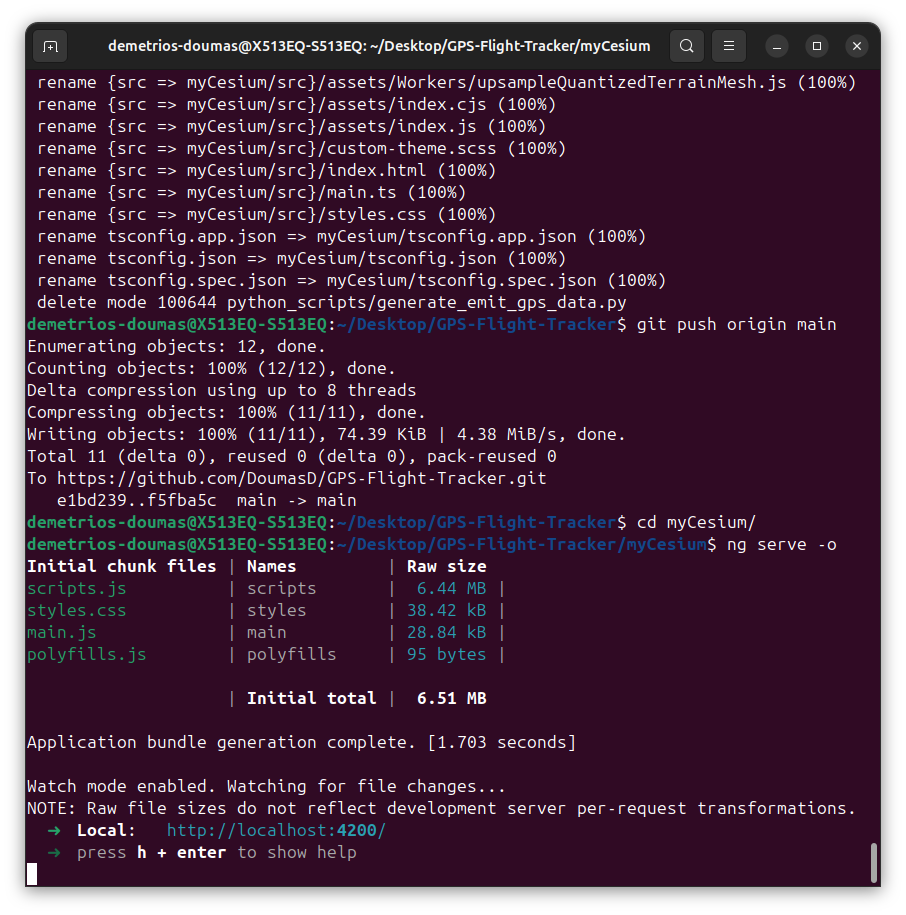 demetrios-doumas@X513EQ-S513EQ: ~/Desktop/GPS-Flight-Tracker/myCesium
rename {src => myCesium/src}/assets/Workers/upsampleQuantizedTerrainMesh.js (100%)
rename {src => myCesium/src}/assets/index.cjs (100%)
rename {src => myCesium/src}/assets/index.js (100%)
rename {src => myCesium/src}/custom-theme.scss (100%)
rename {src => myCesium/src}/index.html (100%)
rename {src => myCesium/src}/main.ts (100%)
rename {src => myCesium/src}/styles.css (100%)
rename tsconfig.app.json => myCesium/tsconfig.app.json (100%)
rename tsconfig.json => myCesium/tsconfig.json (100%)
rename tsconfig.spec.json => myCesium/tsconfig.spec.json (100%)
delete mode 100644 python_scripts/generate_emit_gps_data.py
demetrios-doumas@X513EQ-S513EQ:~/Desktop/GPS-Flight-Tracker$ git push origin main
Enumerating objects: 12, done.
Counting objects: 100% (12/12), done.
Delta compression using up to 8 threads
Compressing objects: 100% (11/11), done.
Writing objects: 100% (11/11), 74.39 KiB | 4.38 MiB/s, done.
Total 11 (delta 0), reused 0 (delta 0), pack-reused 0
To https://github.com/DoumasD/GPS-Flight-Tracker.git
e1bd239..f5fba5c  main -> main
demetrios-doumas@X513EQ-S513EQ:~/Desktop/GPS-Flight-Tracker$ cd myCesium/
demetrios-doumas@X513EQ-S513EQ:~/Desktop/GPS-Flight-Tracker/myCesium$ ng serve -o
Initial chunk files | Names | Raw size
scripts.js | scripts | 6.44 MB |
styles.css | styles | 38.42 kB |
main.js | main | 28.84 kB |
polyfills.js | polyfills | 95 bytes |
| Initial total | 6.51 MB
Application bundle generation complete. [1.703 seconds]
Watch mode enabled. Watching for file changes...
NOTE: Raw file sizes do not reflect development server per-request transformations.
➜ Local: http://localhost:4200/
➜ press h + enter to show help